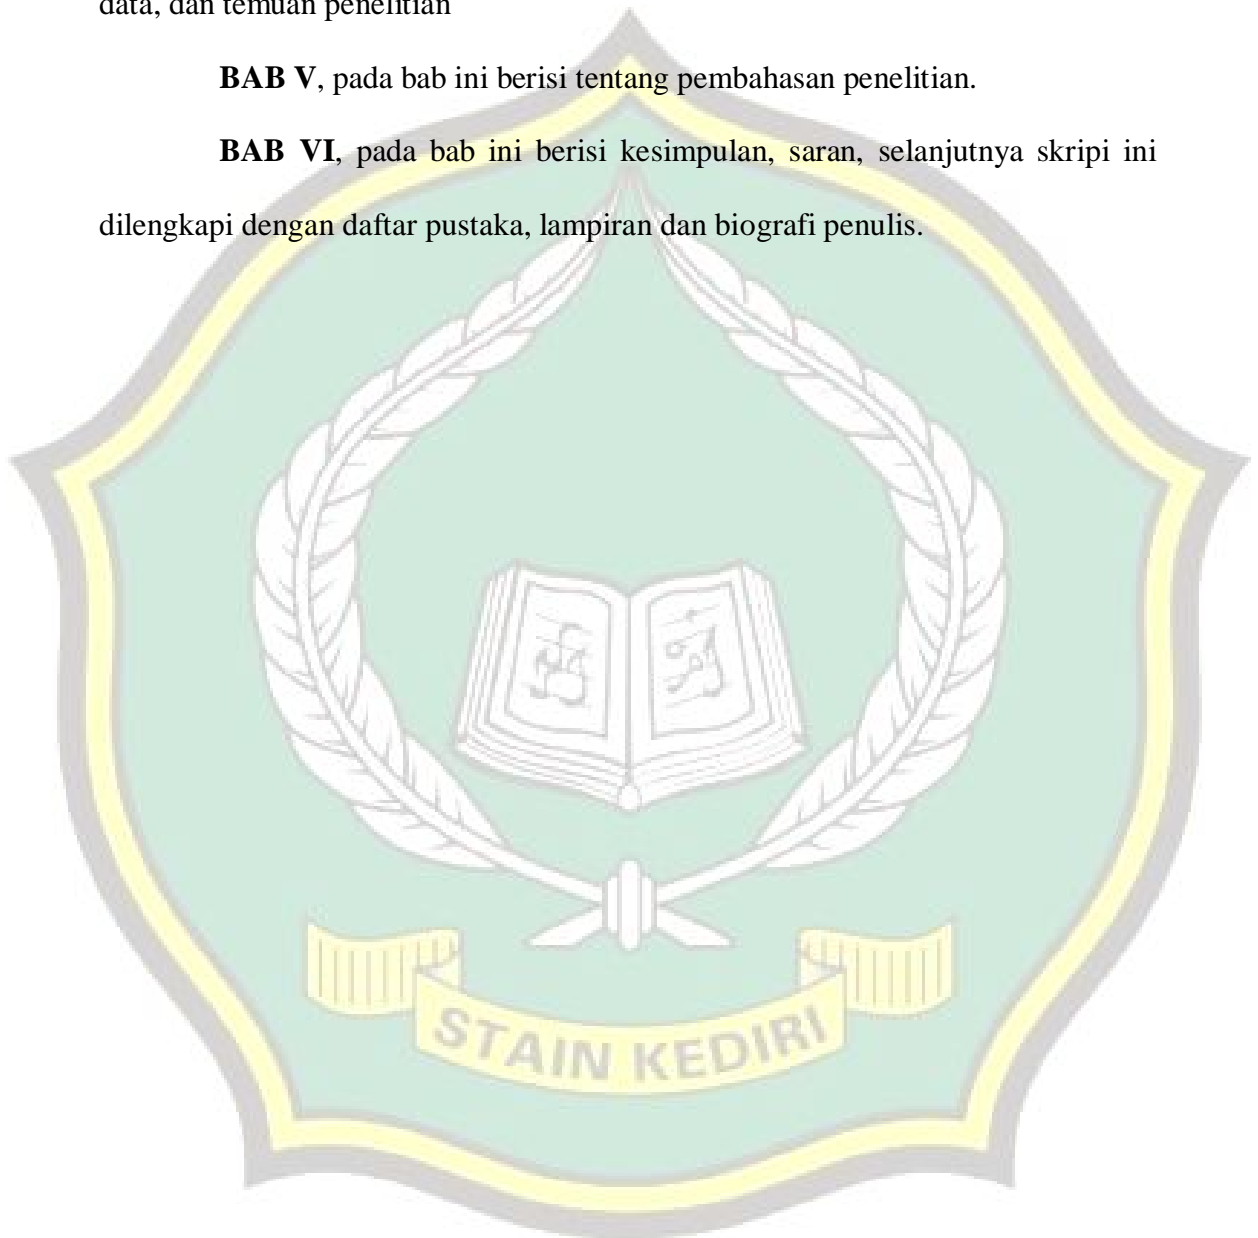 data, dan temuan penelitian
BAB V, pada bab ini berisi tentang pembahasan penelitian.
BAB VI, pada bab ini berisi kesimpulan, saran, selanjutnya skripi ini
dilengkapi dengan daftar pustaka, lampiran dan biografi penulis.
STAIN KEDIRI